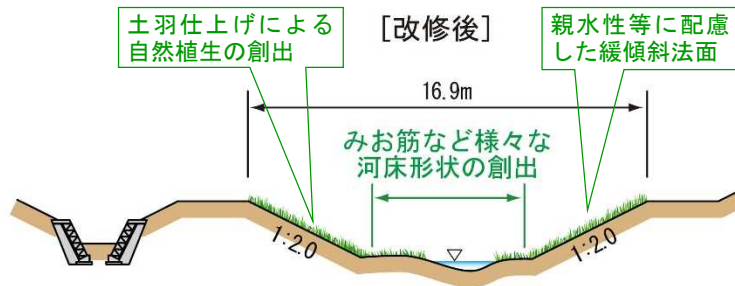 土羽仕上げによる
自然植生の創出
[改修後]
親水性等に配慮
した緩傾斜法面
16.9m
みお筋など様々な
河床形状の創出
1:2.0
1:2.0